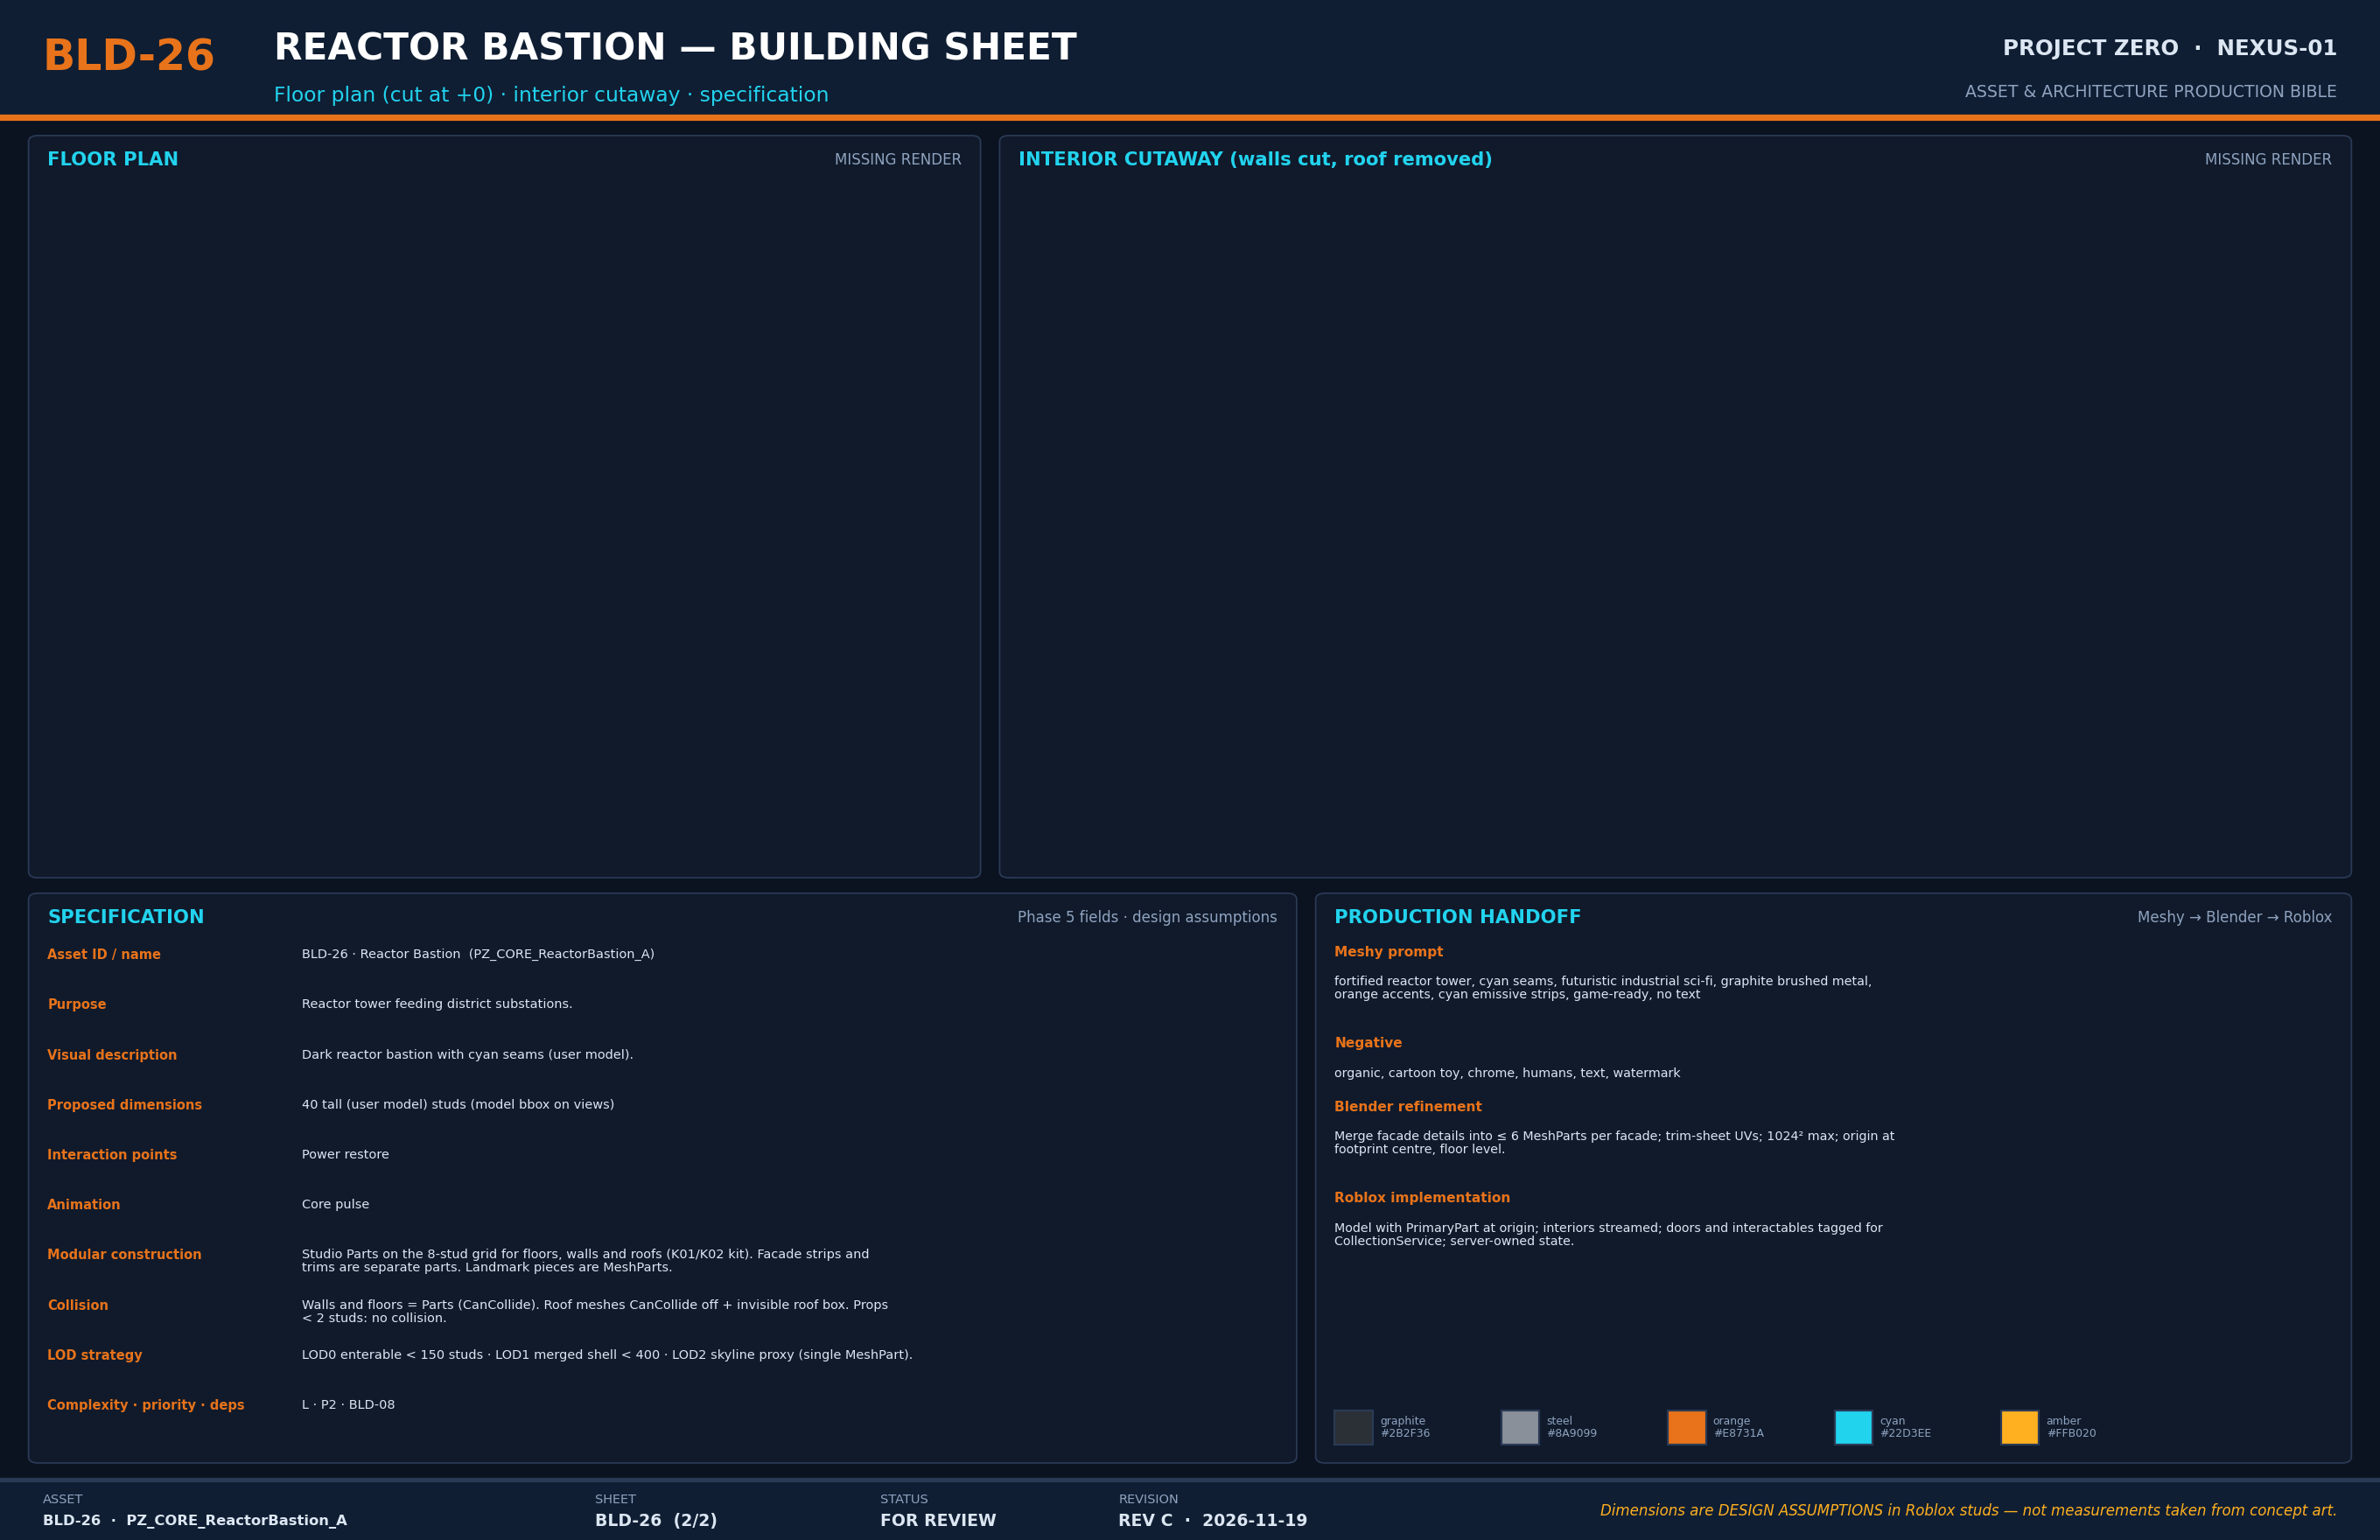 BLD-26
REACTOR BASTION — BUILDING SHEET
Floor plan (cut at +0) · interior cutaway · specification
PROJECT ZERO · NEXUS-01
ASSET & ARCHITECTURE PRODUCTION BIBLE
FLOOR PLAN
MISSING RENDER
INTERIOR CUTAWAY (walls cut, roof removed)
MISSING RENDER
SPECIFICATION
Phase 5 fields · design assumptions
Asset ID / name
BLD-26 · Reactor Bastion (PZ_CORE_ReactorBastion_A)
Purpose
Reactor tower feeding district substations.
Visual description
Dark reactor bastion with cyan seams (user model).
Proposed dimensions
40 tall (user model) studs (model bbox on views)
Interaction points
Power restore
Animation
Core pulse
Modular construction
Studio Parts on the 8-stud grid for floors, walls and roofs (K01/K02 kit). Facade strips and
trims are separate parts. Landmark pieces are MeshParts.
Collision
Walls and floors = Parts (CanCollide). Roof meshes CanCollide off + invisible roof box. Props
< 2 studs: no collision.
LOD strategy
LOD0 enterable < 150 studs · LOD1 merged shell < 400 · LOD2 skyline proxy (single MeshPart).
Complexity · priority · deps
L · P2 · BLD-08
PRODUCTION HANDOFF
Meshy → Blender → Roblox
Meshy prompt
fortified reactor tower, cyan seams, futuristic industrial sci-fi, graphite brushed metal,
orange accents, cyan emissive strips, game-ready, no text
Negative
organic, cartoon toy, chrome, humans, text, watermark
Blender refinement
Merge facade details into ≤ 6 MeshParts per facade; trim-sheet UVs; 1024² max; origin at
footprint centre, floor level.
Roblox implementation
Model with PrimaryPart at origin; interiors streamed; doors and interactables tagged for
CollectionService; server-owned state.
graphite
#2B2F36
steel
#8A9099
orange
#E8731A
cyan
#22D3EE
amber
#FFB020
ASSET
BLD-26 · PZ_CORE_ReactorBastion_A
SHEET
BLD-26 (2/2)
STATUS
FOR REVIEW
REVISION
REV C · 2026-11-19
Dimensions are DESIGN ASSUMPTIONS in Roblox studs — not measurements taken from concept art.